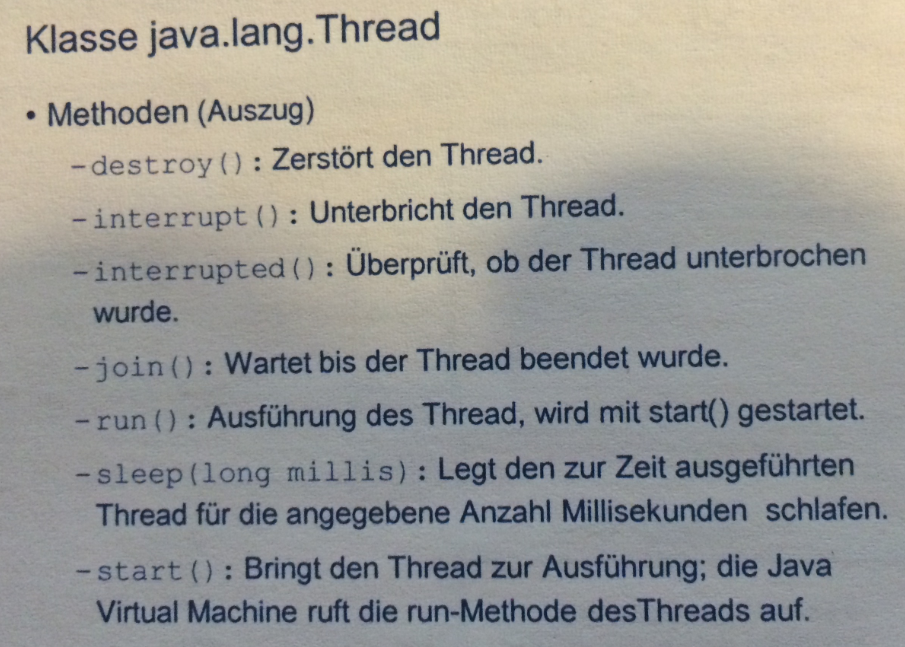 Klasse java.lang.Thread
• Methoden (Auszug)
–destroy(): Zerstört den Thread.
–interrupt(): Unterbricht den Thread.
–interrupted(): Überprüft, ob der Thread unterbrochen
wurde.
–join(): Wartet bis der Thread beendet wurde.
–run(): Ausführung des Thread, wird mit start() gestartet.
–sleep(long millis): Legt den zur Zeit ausgeführten
Thread für die angegebene Anzahl Millisekunden schlafen.
–start(): Bringt den Thread zur Ausführung; die Java
Virtual Machine ruft die run-Methode desThreads auf.